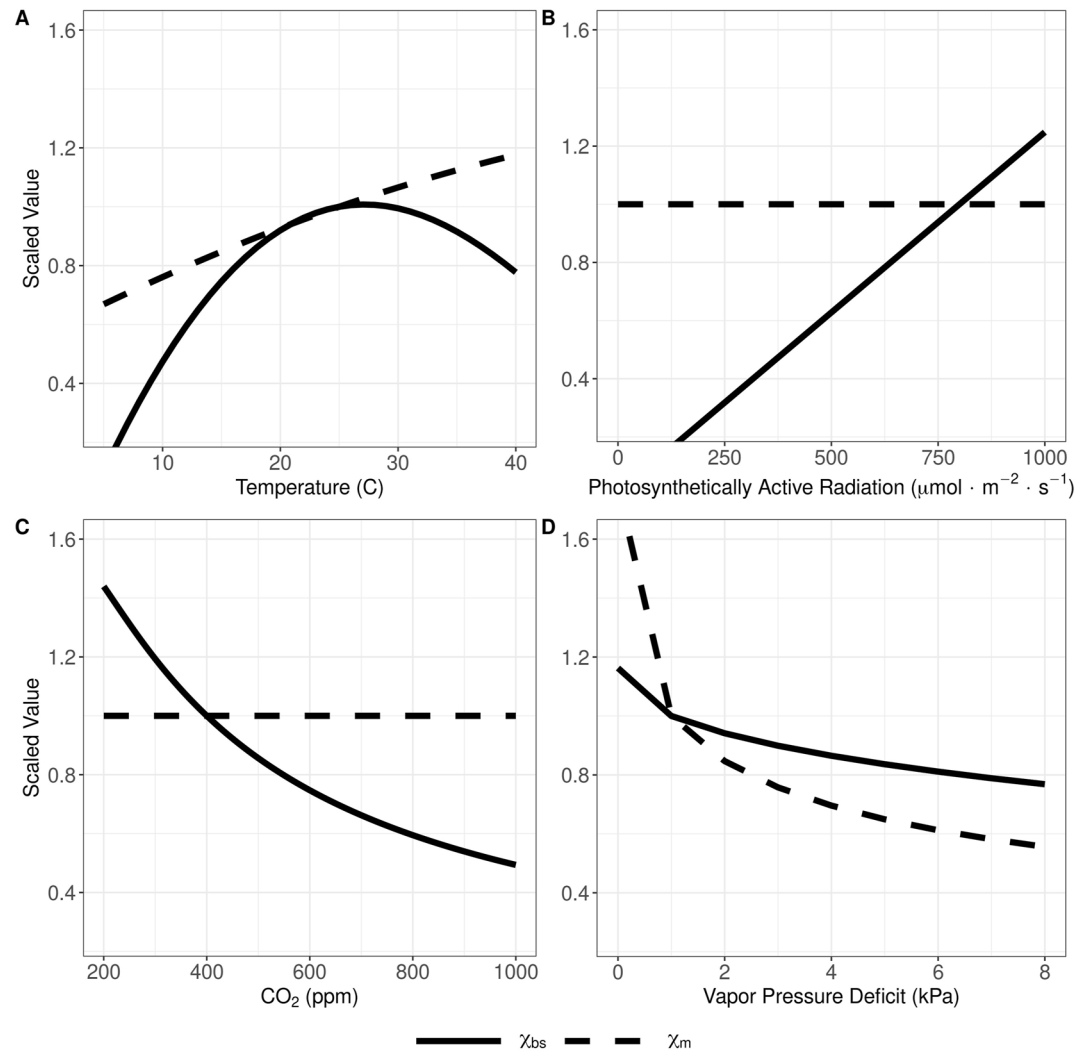 A
1.6
1.2
0.8
0.4
Scaled Value
10 20 30 40
Temperature (C)
B
1.6
1.2
0.8
0.4
0 250 500 750 1000
Photosynthetically Active Radiation (μmol · m⁻² · s⁻¹)
C
1.6
1.2
0.8
0.4
Scaled Value
200 400 600 800 1000
CO₂ (ppm)
D
1.6
1.2
0.8
0.4
0 2 4 6 8
Vapor Pressure Deficit (kPa)
χbs χm